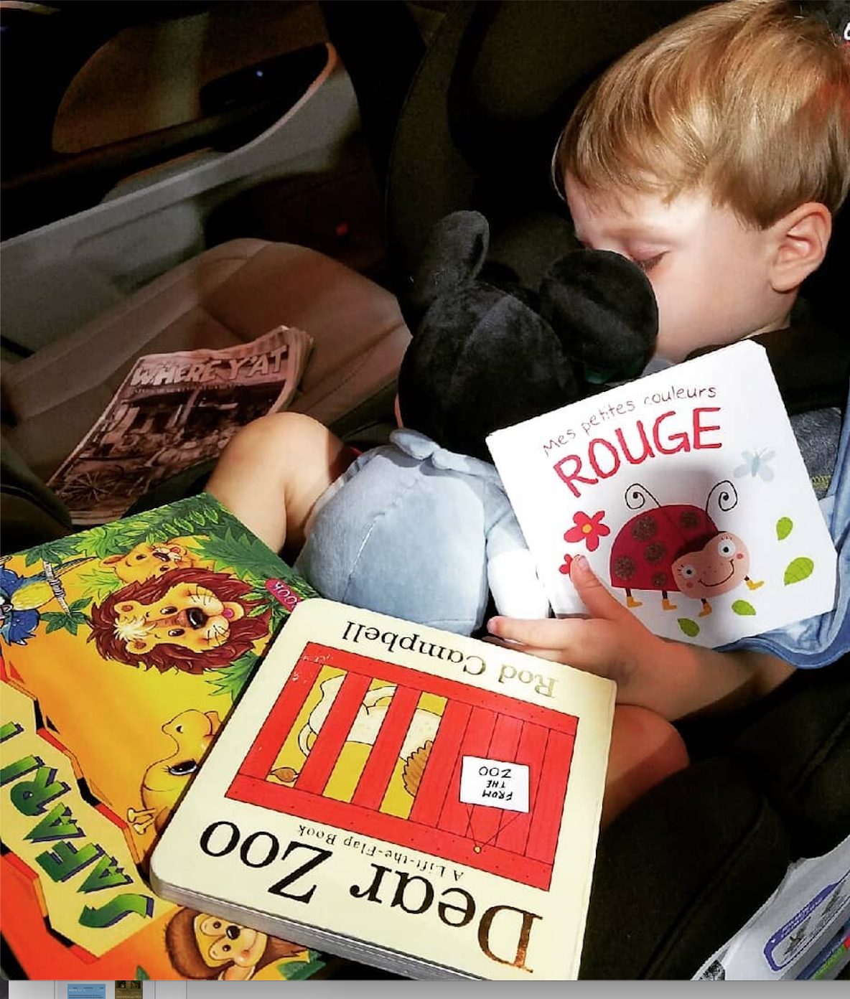 WHERE Y'AT
Mes petites couleurs
ROUGE
Rod Campbell
FROM
THE
ZOO
Dear Zoo
A Lift-the-Flap Book
SAFARI